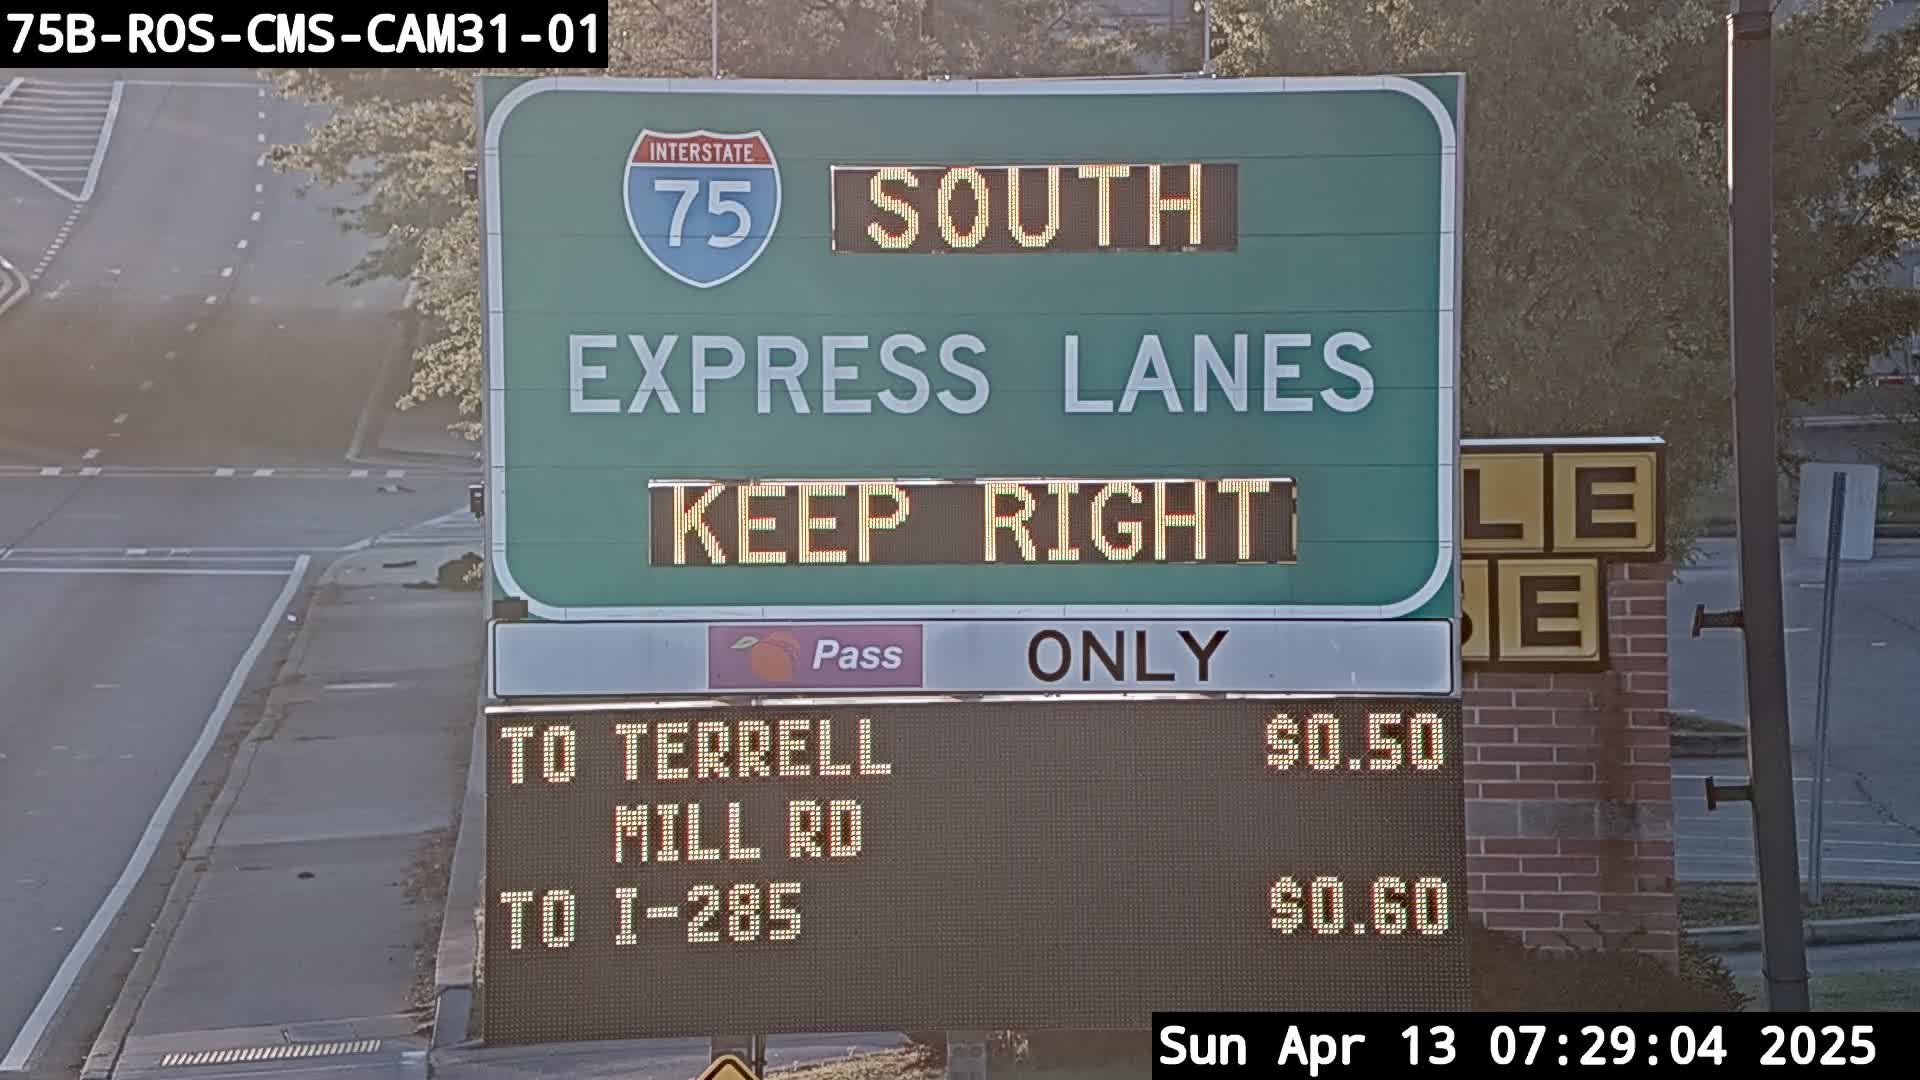 75B-ROS-CMS-CAM31-01
INTERSTATE
75
SOUTH
EXPRESS LANES
KEEP RIGHT
Pass ONLY
TO TERRELL $0.50
MILL RD
TO I-285 $0.60
LE
E
Sun Apr 13 07:29:04 2025